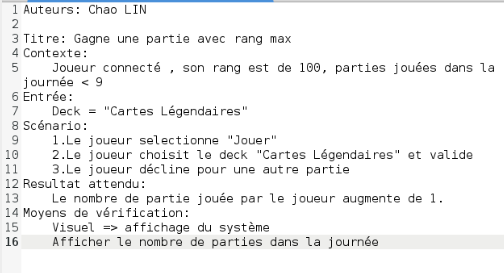 1 Auteurs: Chao LIN
2
3 Titre: Gagne une partie avec rang max
4 Contexte:
5 Joueur connecté , son rang est de 100, parties jouées dans la
journée < 9
6 Entrée:
7 Deck = "Cartes Légendaires"
8 Scénario:
9 1.Le joueur selectionne "Jouer"
10 2.Le joueur choisit le deck "Cartes Légendaires" et valide
11 3.Le joueur décline pour une autre partie
12 Resultat attendu:
13 Le nombre de partie jouée par le joueur augmente de 1.
14 Moyens de vérification:
15 Visuel => affichage du système
16 Afficher le nombre de parties dans la journée